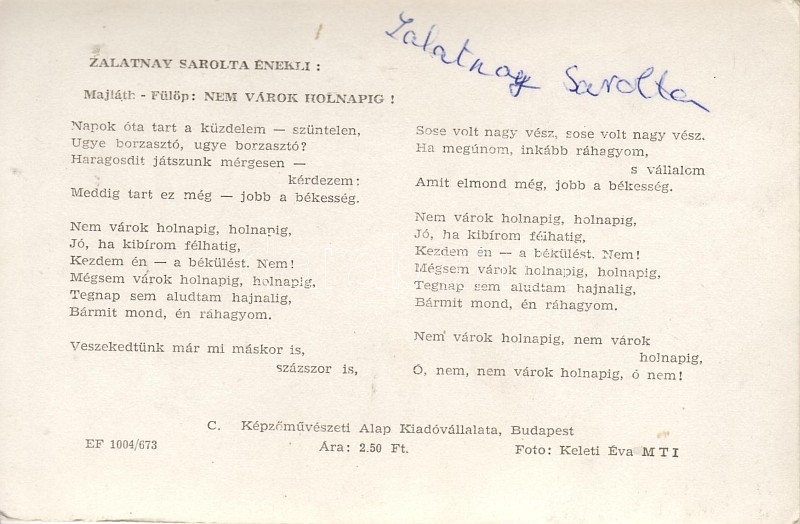 Zalatnay Sarolta
ZALATNAY SAROLTA ÉNEKLI :
Majláth - Fülöp: NEM VÁROK HOLNAPIG !
Napok óta tart a küzdelem — szüntelen,
Ugye borzasztó, ugye borzasztó?
Haragosdit játszunk mérgesen —
kérdezem:
Meddig tart ez még — jobb a békesség.
Nem várok holnapig, holnapig,
Jó, ha kibírom félhatig,
Kezdem én — a békülést. Nem!
Mégsem várok holnapig, holnapig,
Tegnap sem aludtam hajnalig,
Bármit mond, én ráhagyom.
Veszekedtünk már mi máskor is,
százszor is,
Sose volt nagy vész, sose volt nagy vész.
Ha megúnom, inkább ráhagyom,
s vállalom
Amit elmond még, jobb a békesség.
Nem várok holnapig, holnapig,
Jó, ha kibírom félhatig,
Kezdem én — a békülést. Nem!
Mégsem várok holnapig, holnapig,
Tegnap sem aludtam hajnalig,
Bármit mond, én ráhagyom.
Nem várok holnapig, nem várok
holnapig,
Ó, nem, nem várok holnapig, ó nem!
C. Képzőművészeti Alap Kiadóvállalata, Budapest
EF 1004/673 Ára: 2.50 Ft. Foto: Keleti Éva MTI